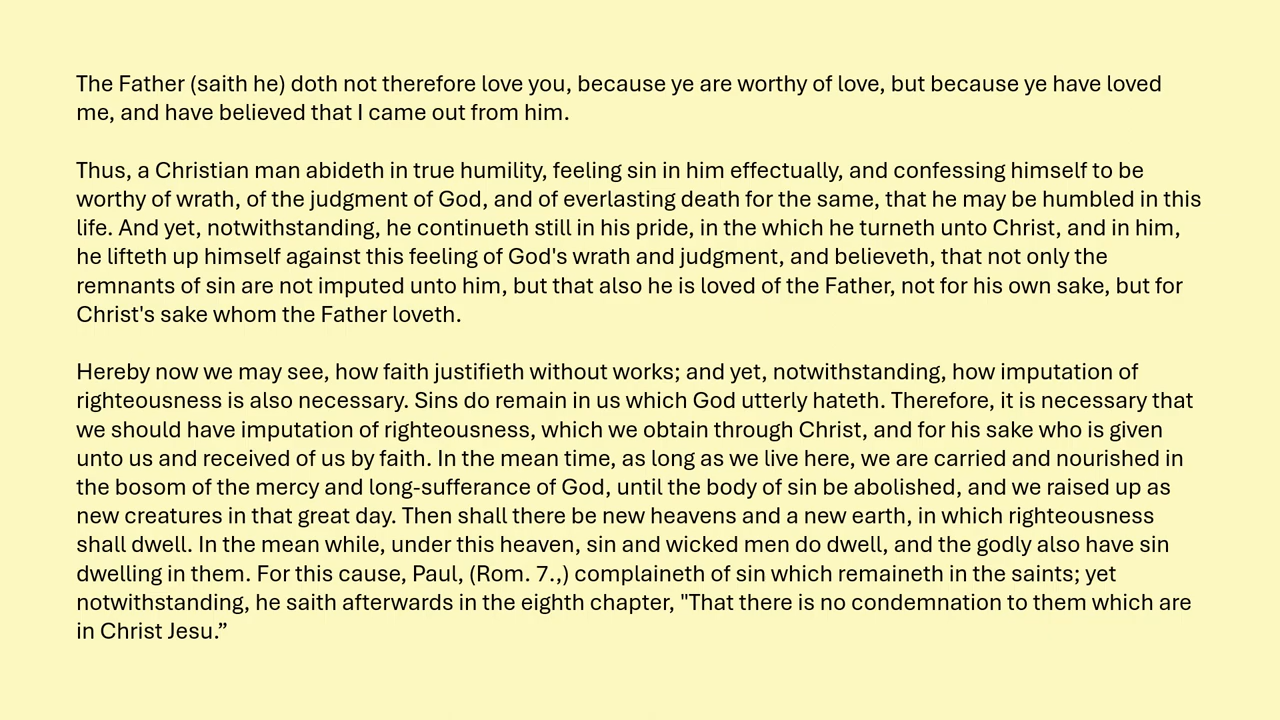 The Father (saith he) doth not therefore love you, because ye are worthy of love, but because ye have loved
me, and have believed that I came out from him.
Thus, a Christian man abideth in true humility, feeling sin in him effectually, and confessing himself to be
worthy of wrath, of the judgment of God, and of everlasting death for the same, that he may be humbled in this
life. And yet, notwithstanding, he continueth still in his pride, in the which he turneth unto Christ, and in him,
he lifteth up himself against this feeling of God's wrath and judgment, and believeth, that not only the
remnants of sin are not imputed unto him, but that also he is loved of the Father, not for his own sake, but for
Christ's sake whom the Father loveth.
Hereby now we may see, how faith justifieth without works; and yet, notwithstanding, how imputation of
righteousness is also necessary. Sins do remain in us which God utterly hateth. Therefore, it is necessary that
we should have imputation of righteousness, which we obtain through Christ, and for his sake who is given
unto us and received of us by faith. In the mean time, as long as we live here, we are carried and nourished in
the bosom of the mercy and long-sufferance of God, until the body of sin be abolished, and we raised up as
new creatures in that great day. Then shall there be new heavens and a new earth, in which righteousness
shall dwell. In the mean while, under this heaven, sin and wicked men do dwell, and the godly also have sin
dwelling in them. For this cause, Paul, (Rom. 7.,) complaineth of sin which remaineth in the saints; yet
notwithstanding, he saith afterwards in the eighth chapter, "That there is no condemnation to them which are
in Christ Jesu.”